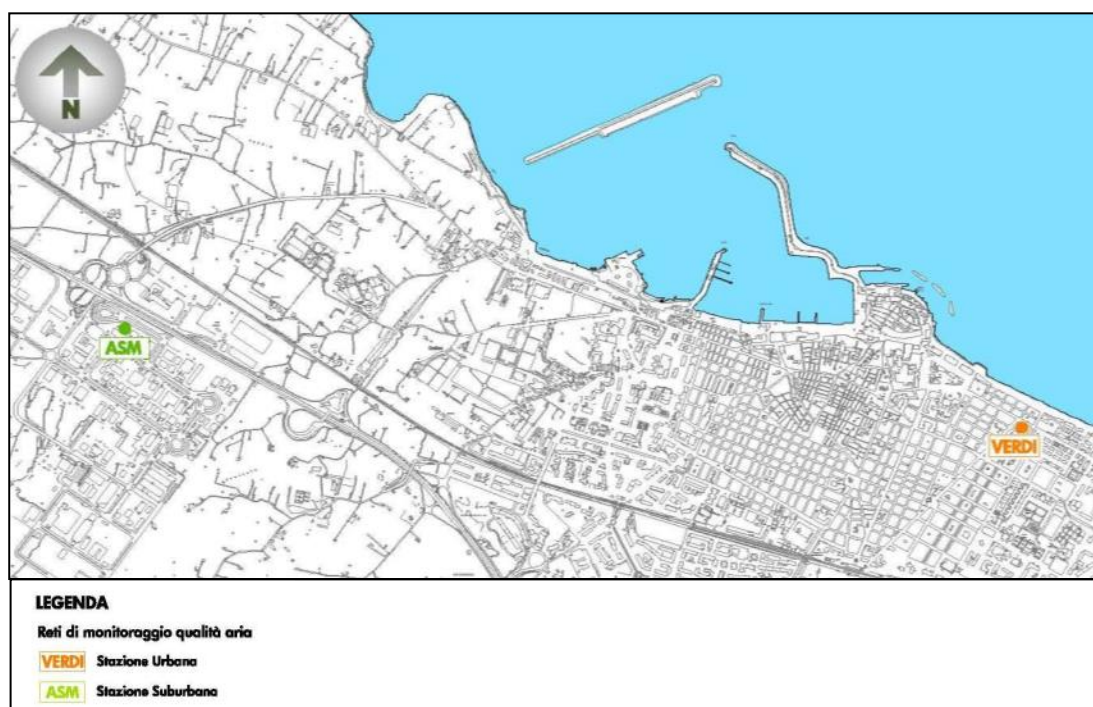 N
ASM
VERDI
LEGENDA
Reti di monitoraggio qualità aria
VERDI Stazione Urbana
ASM Stazione Suburbana